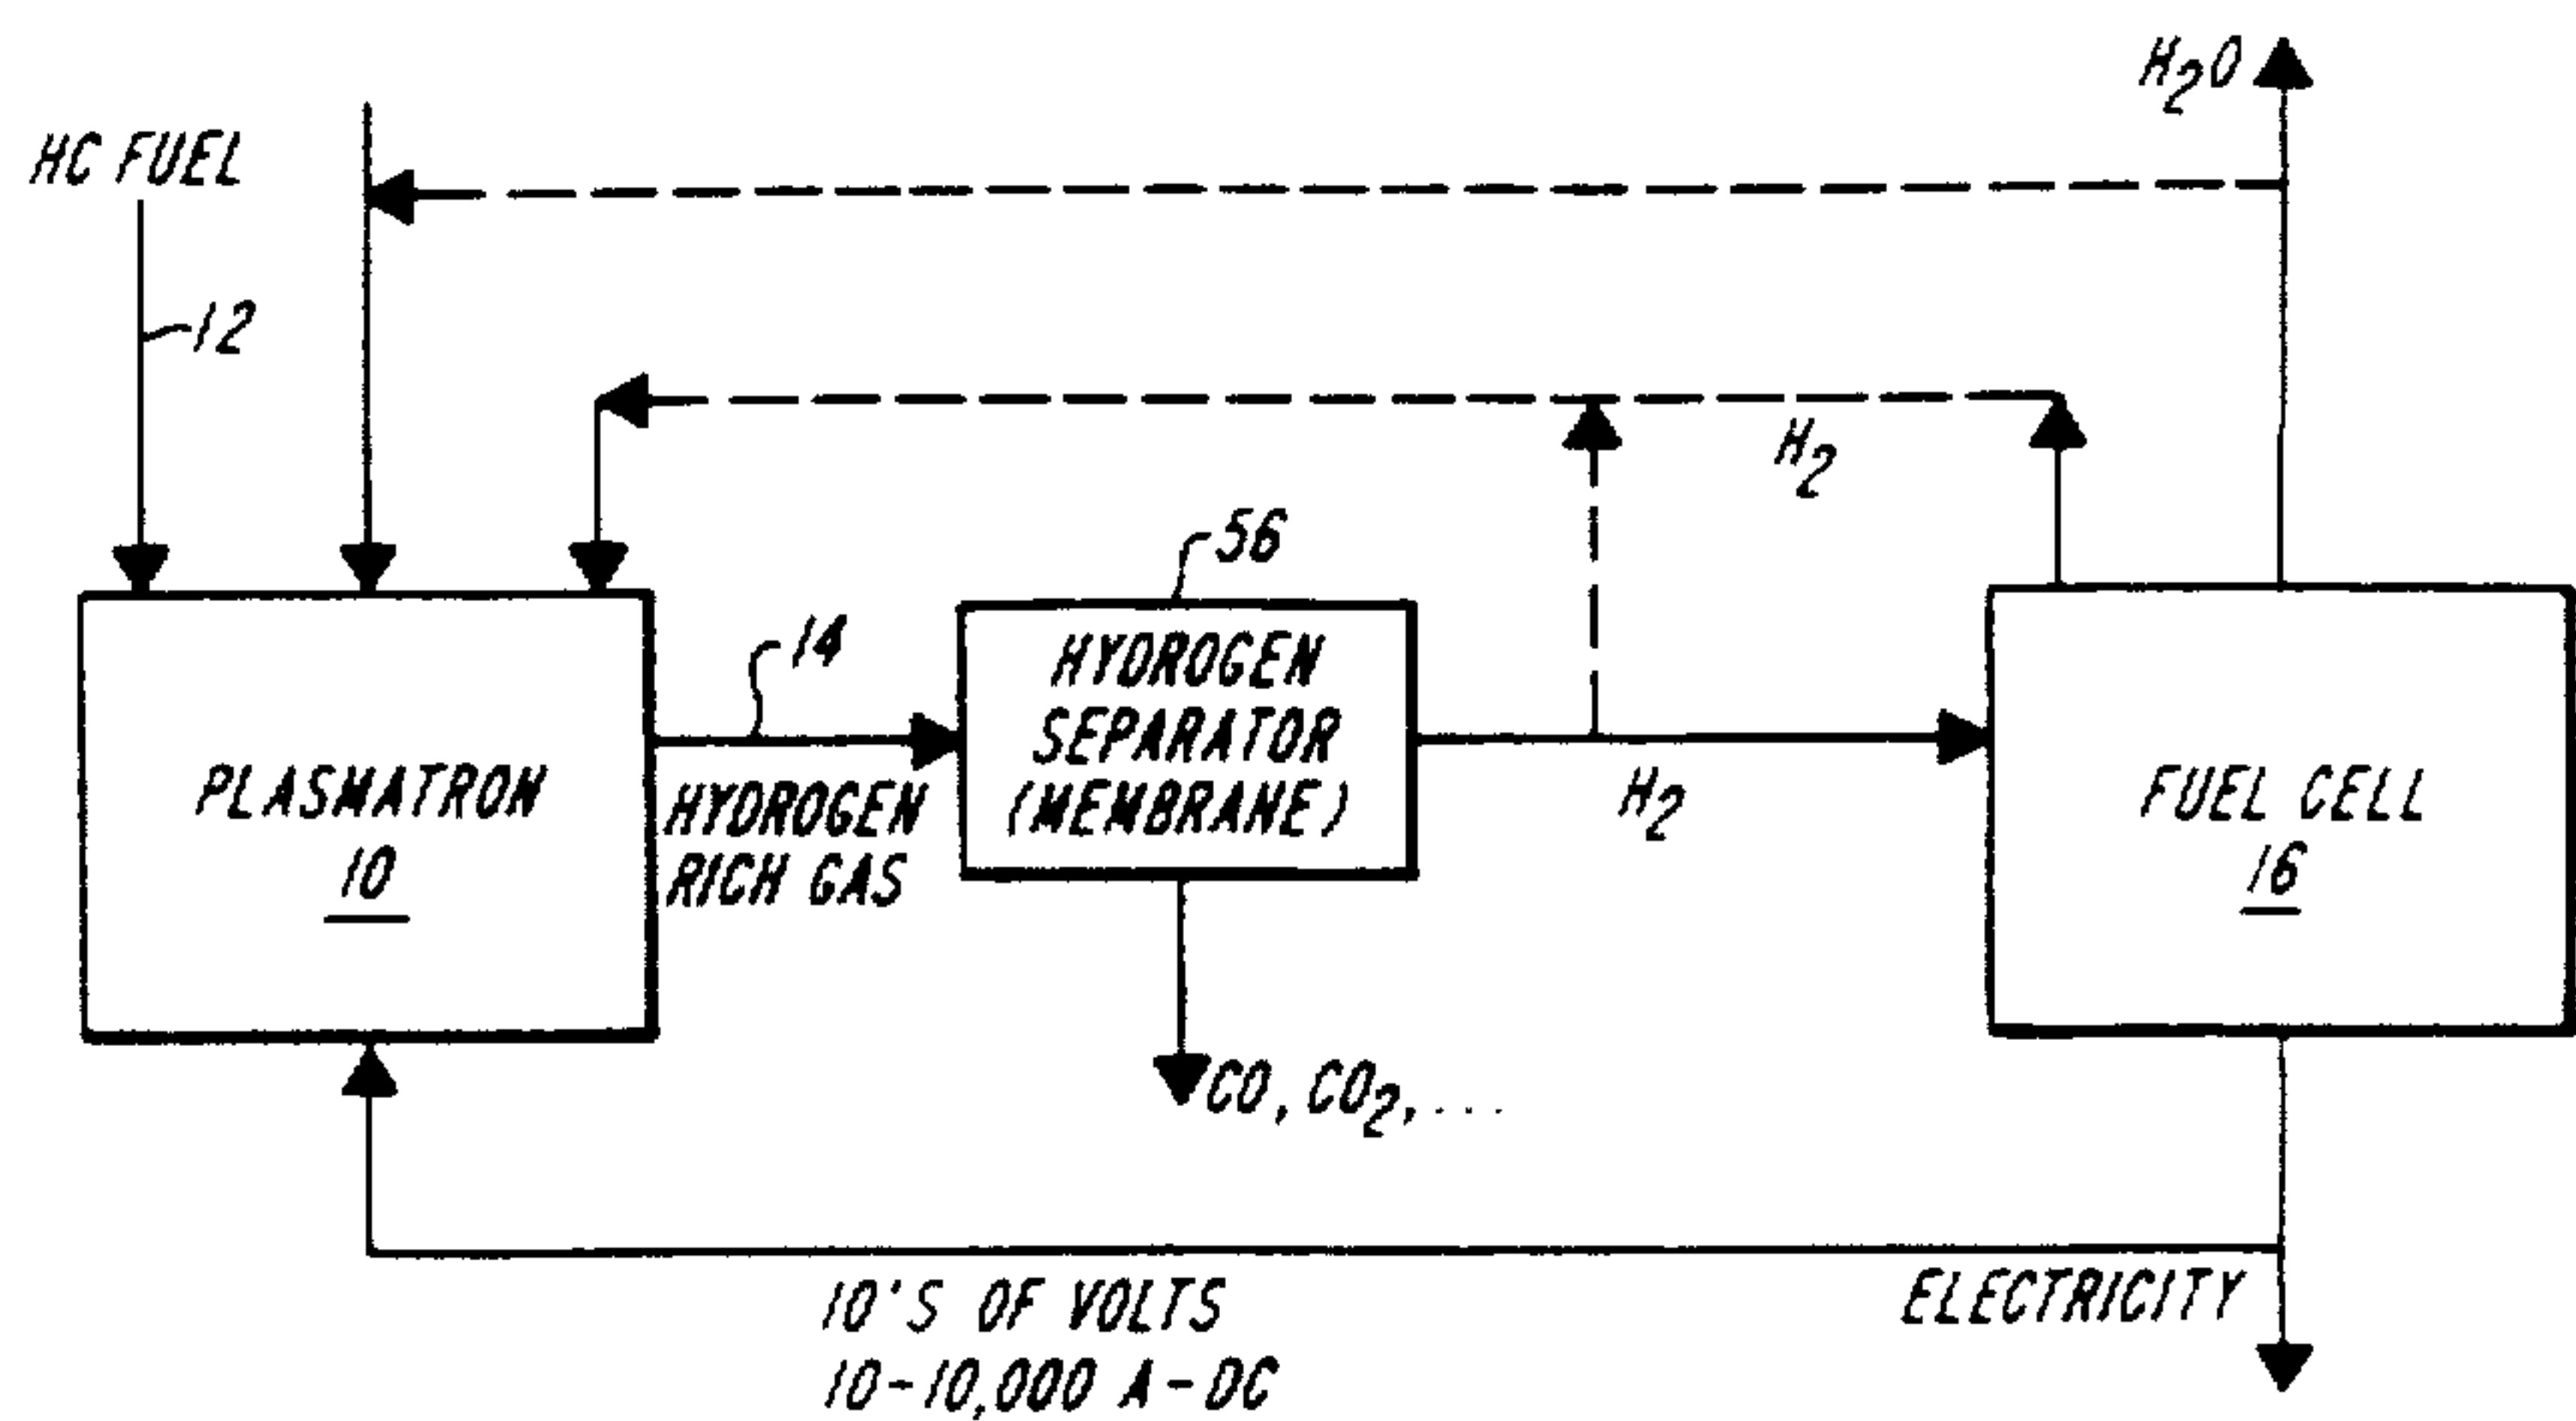 H2O
HC FUEL
12
H2
56
14
HYDROGEN
SEPARATOR
(MEMBRANE)
HYDROGEN
RICH GAS
PLASMATRON
10
H2
FUEL CELL
16
CO, CO2, ...
ELECTRICITY
10'S OF VOLTS
10-10,000 A-DC